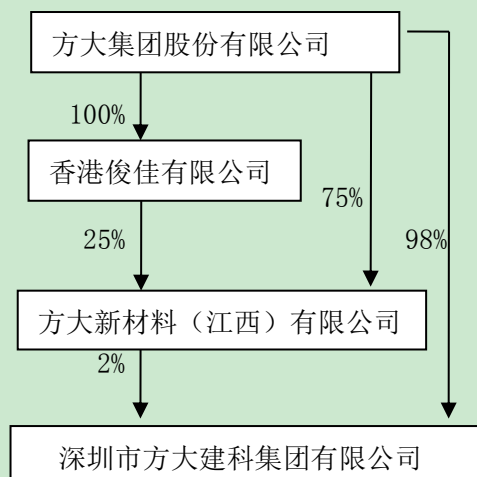 方大集团股份有限公司
100%
香港俊佳有限公司
75%
25%
98%
方大新材料（江西）有限公司
2%
深圳市方大建科集团有限公司